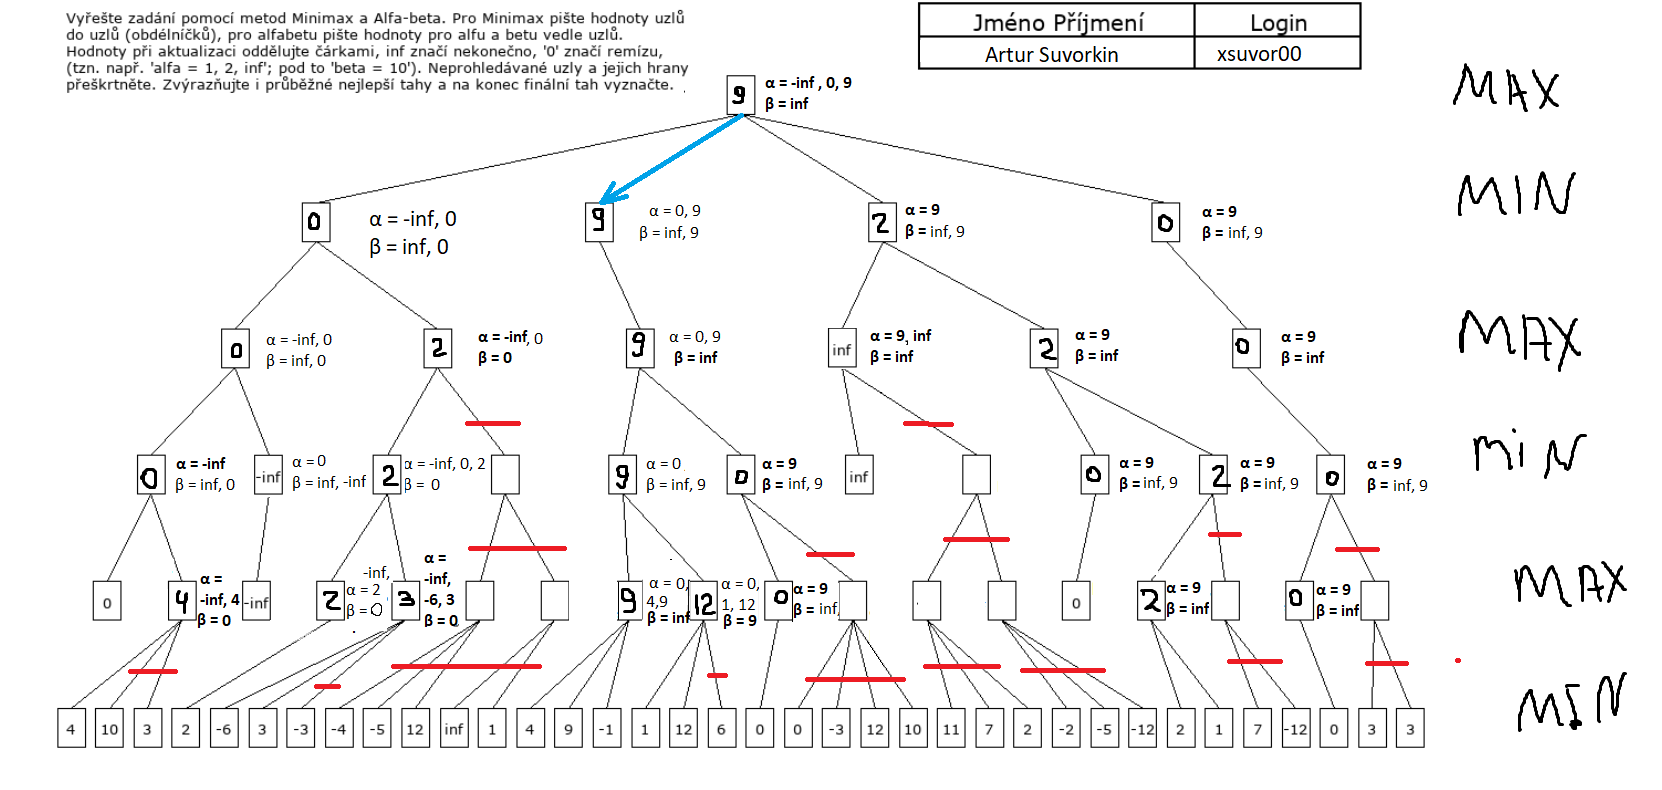 Vyřešte zadání pomocí metod Minimax a Alfa-beta. Pro Minimax pište hodnoty uzlů
do uzlů (obdélníčků), pro alfabetu pište hodnoty pro alfu a betu vedle uzlů.
Hodnoty při aktualizaci oddělujte čárkami, inf značí nekonečno, '0' značí remízu,
(tzn. např. 'alfa = 1, 2, inf'; pod to 'beta = 10'). Neprohledávané uzly a jejich hrany
přeškrtněte. Zvýrazňujte i průběžné nejlepší tahy a na konec finální tah vyznačte.
Jméno Příjmení Login
Artur Suvorkin xsuvor00
9 α = -inf , 0, 9
β = inf
MAX
0 α = -inf, 0
β = inf, 0
9 α = 0, 9
β = inf, 9
2 α = 9
β = inf, 9
0 α = 9
β = inf, 9
MIN
0 α = -inf, 0
β = inf, 0
2 α = -inf, 0
β = 0
9 α = 0, 9
β = inf
inf α = 9, inf
β = inf
2 α = 9
β = inf
0 α = 9
β = inf
MAX
0 α = -inf
β = inf, 0
-inf α = 0
β = inf, -inf
2 α = -inf, 0, 2
β = 0
9 α = 0
β = inf, 9
0 α = 9
β = inf, 9
inf
0 α = 9
β = inf, 9
2 α = 9
β = inf, 9
0 α = 9
β = inf, 9
MIN
0
4 α =
-inf, 4
β = 0
-inf
2 -inf,
α = 2
β = 0
3 α =
-inf,
-6, 3
β = 0
9 α = 0,
4,9
β = inf
12 α = 0,
1, 12
β = 9
0 α = 9
β = inf,
0
2 α = 9
β = inf
0 α = 9
β = inf
MAX
4 10 3 2 -6 3 -3 -4 -5 12 inf 1 4 9 -1 1 12 6 0 0 -3 12 10 11 7 2 -2 -5 -12 2 1 7 -12 0 3 3
MIN